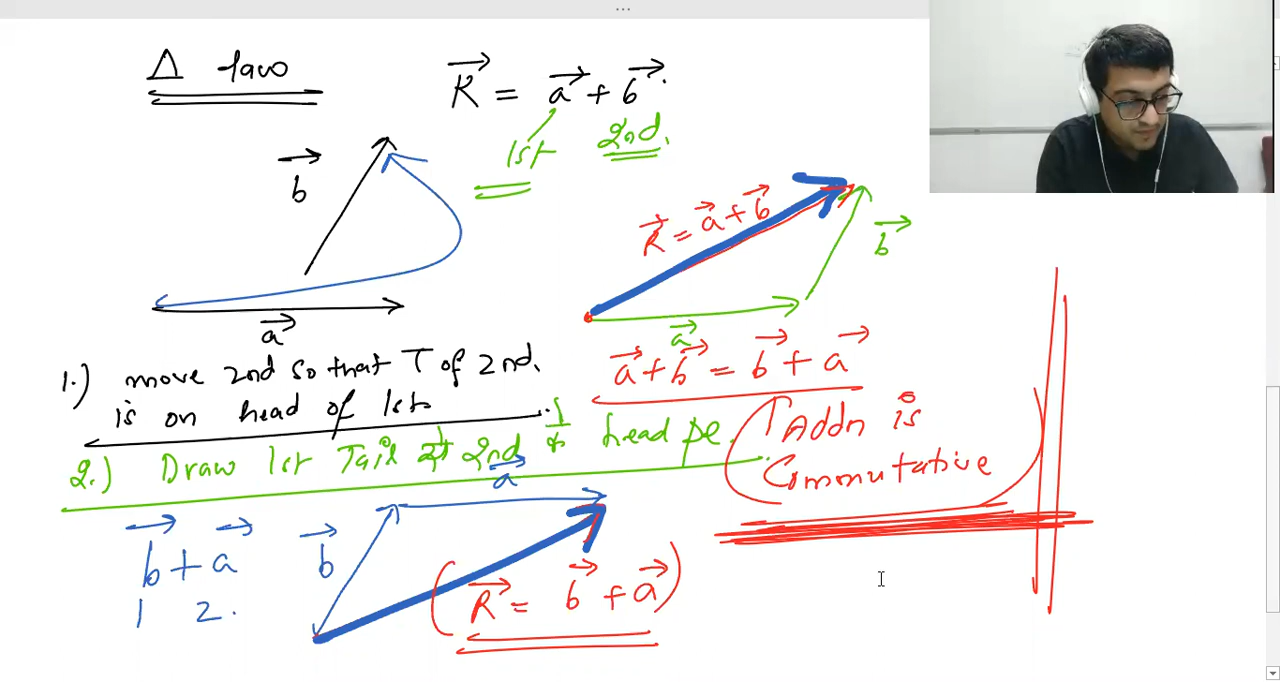 Δ law
R = a + b.
1st 2nd.
b
a
R = a + b
b
a
1.) move 2nd so that T of 2nd.
is on head of 1st.
2.) Draw 1st Tail 2nd head pe.
a + b = b + a
Addn is
Commutative
b + a
1 2.
b
a
(R = b + a)